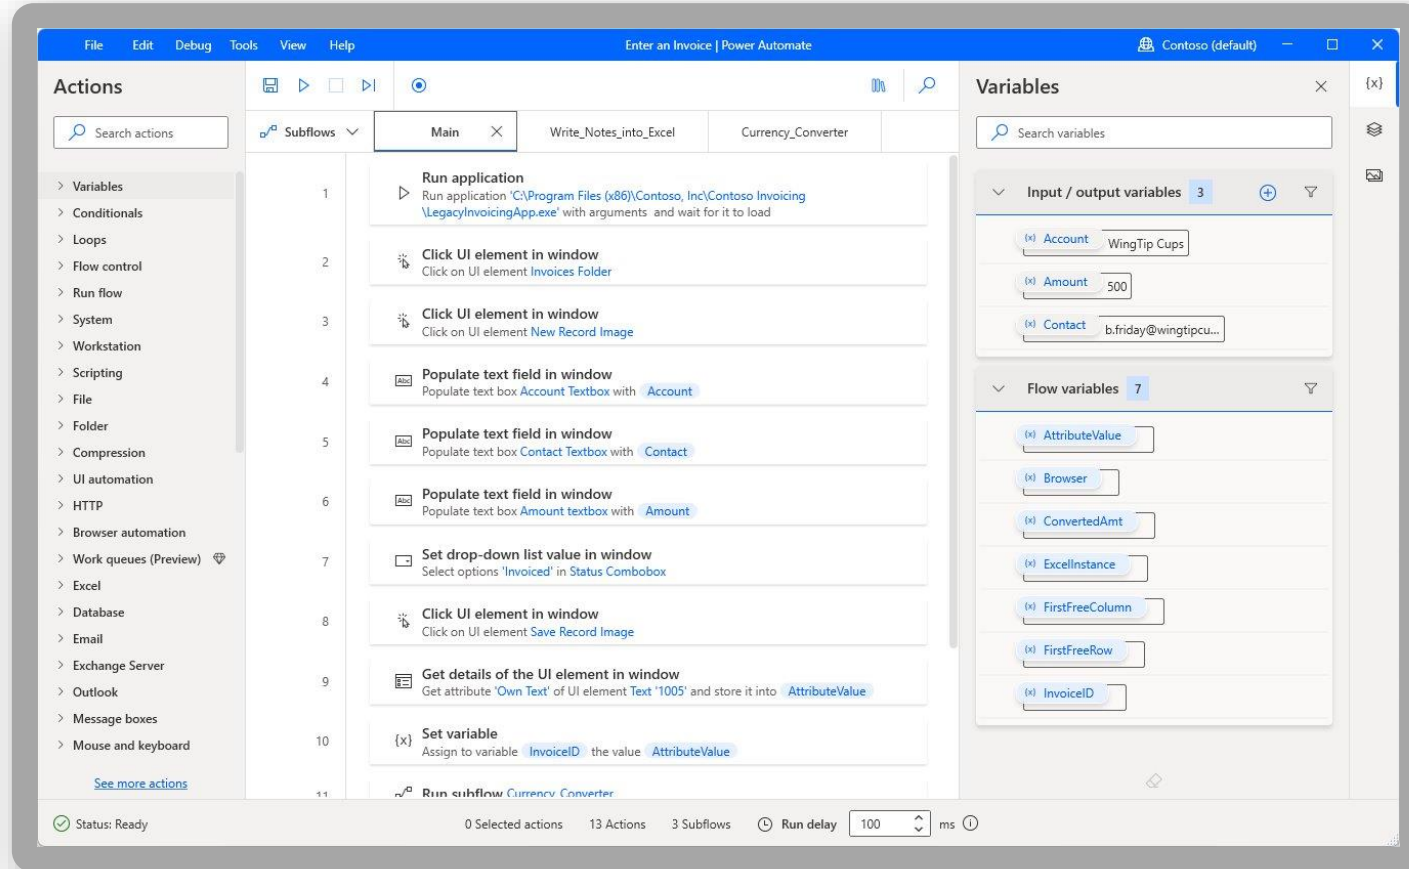 File Edit Debug Tools View Help
Enter an Invoice | Power Automate
Contoso (default)
Actions
Search actions
Variables
Conditionals
Loops
Flow control
Run flow
System
Workstation
Scripting
File
Folder
Compression
UI automation
HTTP
Browser automation
Work queues (Preview)
Excel
Database
Email
Exchange Server
Outlook
Message boxes
Mouse and keyboard
See more actions
Subflows
Main
Write_Notes_into_Excel
Currency_Converter
1
Run application
Run application 'C:\Program Files (x86)\Contoso, Inc\Contoso Invoicing
\LegacyInvoicingApp.exe' with arguments and wait for it to load
2
Click UI element in window
Click on UI element Invoices Folder
3
Click UI element in window
Click on UI element New Record Image
4
Abc
Populate text field in window
Populate text box Account Textbox with Account
5
Abc
Populate text field in window
Populate text box Contact Textbox with Contact
6
Abc
Populate text field in window
Populate text box Amount textbox with Amount
7
Set drop-down list value in window
Select options 'Invoiced' in Status Combobox
8
Click UI element in window
Click on UI element Save Record Image
9
Get details of the UI element in window
Get attribute 'Own Text' of UI element Text '1005' and store it into AttributeValue
10
{x}
Set variable
Assign to variable InvoiceID the value AttributeValue
11
Run subflow Currency_Converter
Variables
{x}
Search variables
Input / output variables 3
(x) Account WingTip Cups
(x) Amount 500
(x) Contact b.friday@wingtipcu...
Flow variables 7
(x) AttributeValue
(x) Browser
(x) ConvertedAmt
(x) ExcelInstance
(x) FirstFreeColumn
(x) FirstFreeRow
(x) InvoiceID
Status: Ready
0 Selected actions
13 Actions
3 Subflows
Run delay 100 ms